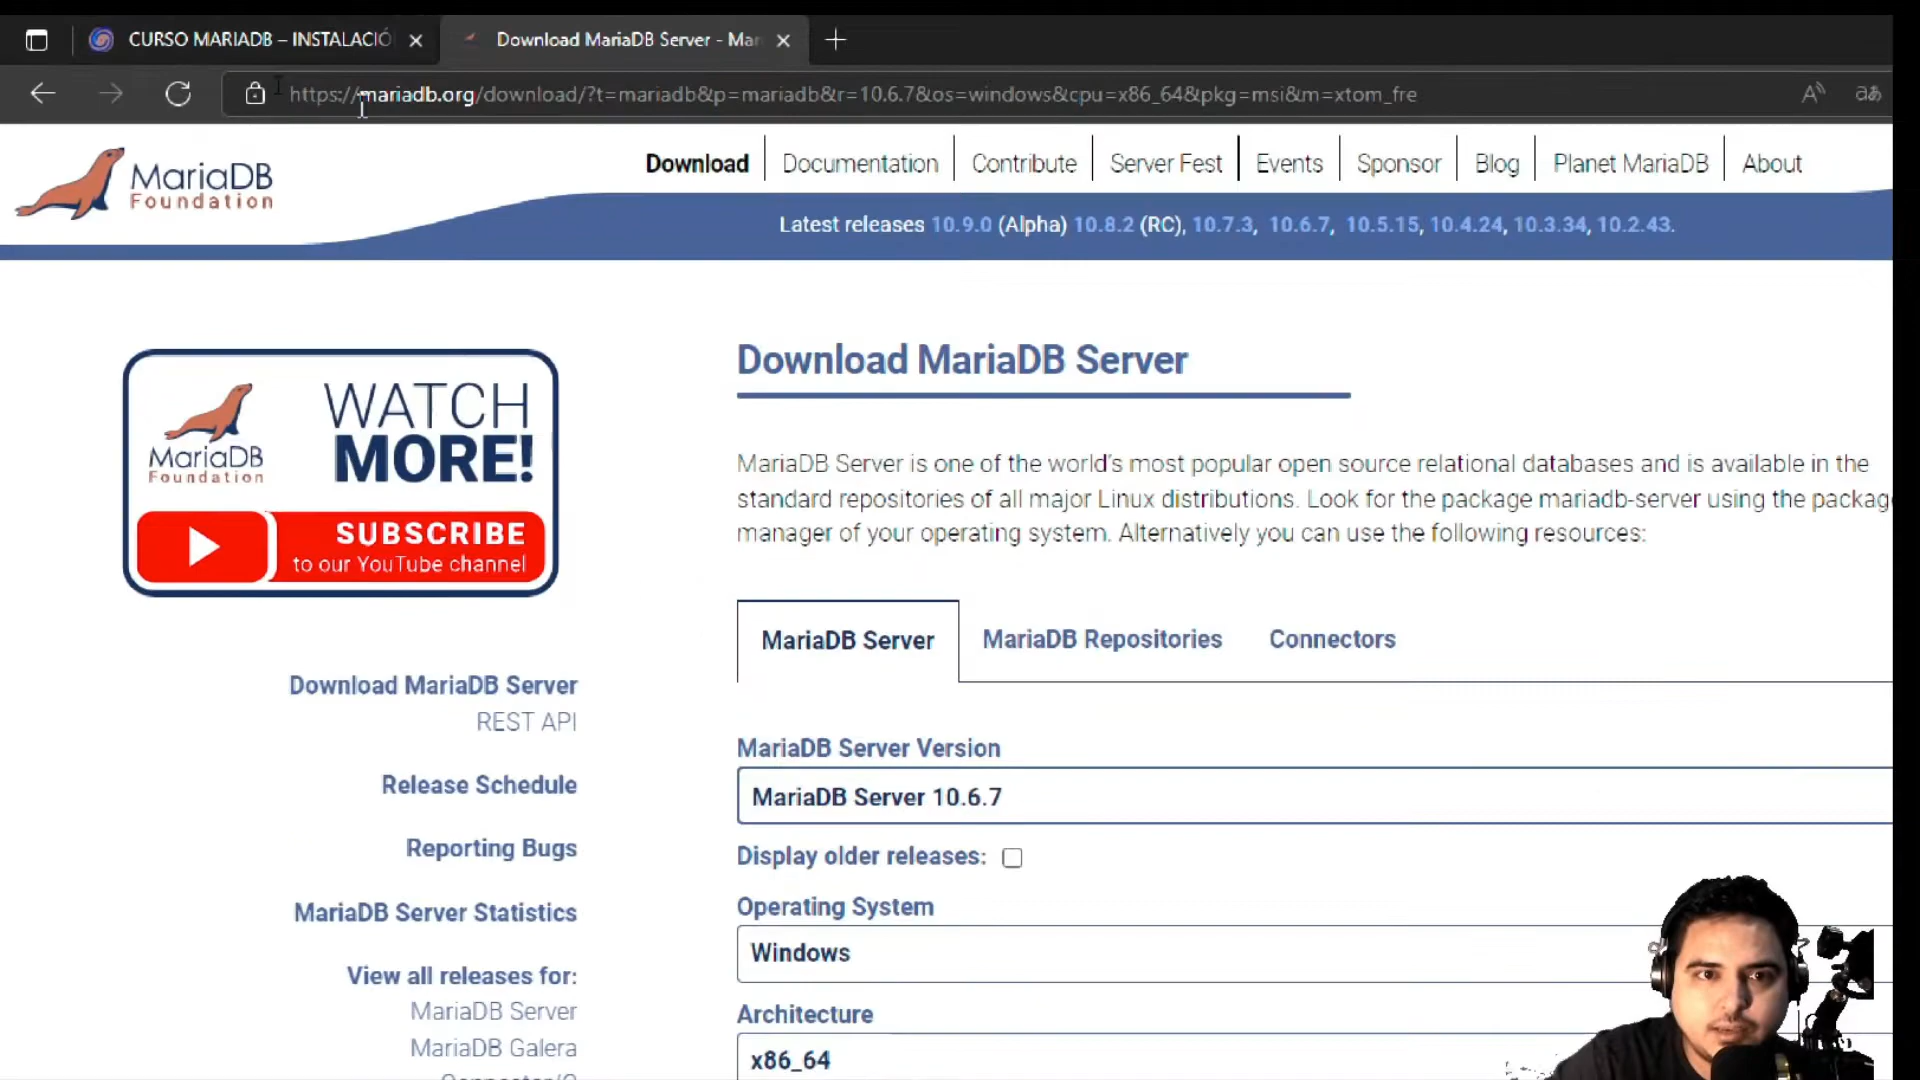 CURSO MARIADB – INSTALACIÓ
Download MariaDB Server - Mar
https://mariadb.org/download/?t=mariadb&p=mariadb&r=10.6.7&os=windows&cpu=x86_64&pkg=msi&m=xtom_fre
MariaDB
Foundation
Download
Documentation
Contribute
Server Fest
Events
Sponsor
Blog
Planet MariaDB
About
Latest releases 10.9.0 (Alpha) 10.8.2 (RC), 10.7.3, 10.6.7, 10.5.15, 10.4.24, 10.3.34, 10.2.43.
MariaDB
Foundation
WATCH
MORE!
SUBSCRIBE
to our YouTube channel
Download MariaDB Server
REST API
Release Schedule
Reporting Bugs
MariaDB Server Statistics
View all releases for:
MariaDB Server
MariaDB Galera
Download MariaDB Server
MariaDB Server is one of the world's most popular open source relational databases and is available in the
standard repositories of all major Linux distributions. Look for the package mariadb-server using the packag
manager of your operating system. Alternatively you can use the following resources:
MariaDB Server
MariaDB Repositories
Connectors
MariaDB Server Version
MariaDB Server 10.6.7
Display older releases:
Operating System
Windows
Architecture
x86_64